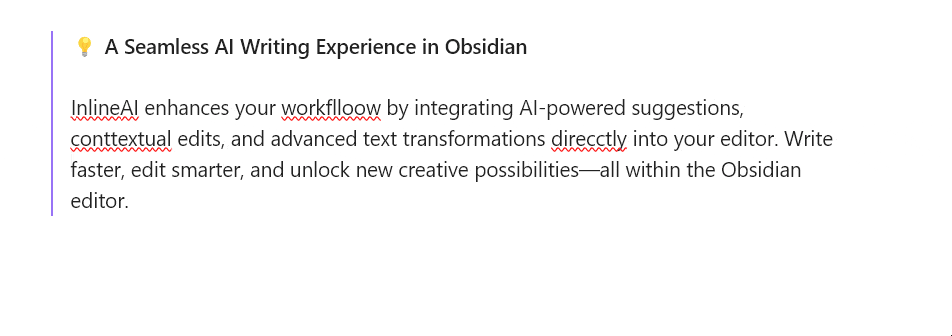 💡 A Seamless AI Writing Experience in Obsidian
InlineAI enhances your workflloow by integrating AI-powered suggestions,
conttextual edits, and advanced text transformations direcctly into your editor. Write
faster, edit smarter, and unlock new creative possibilities—all within the Obsidian
editor.